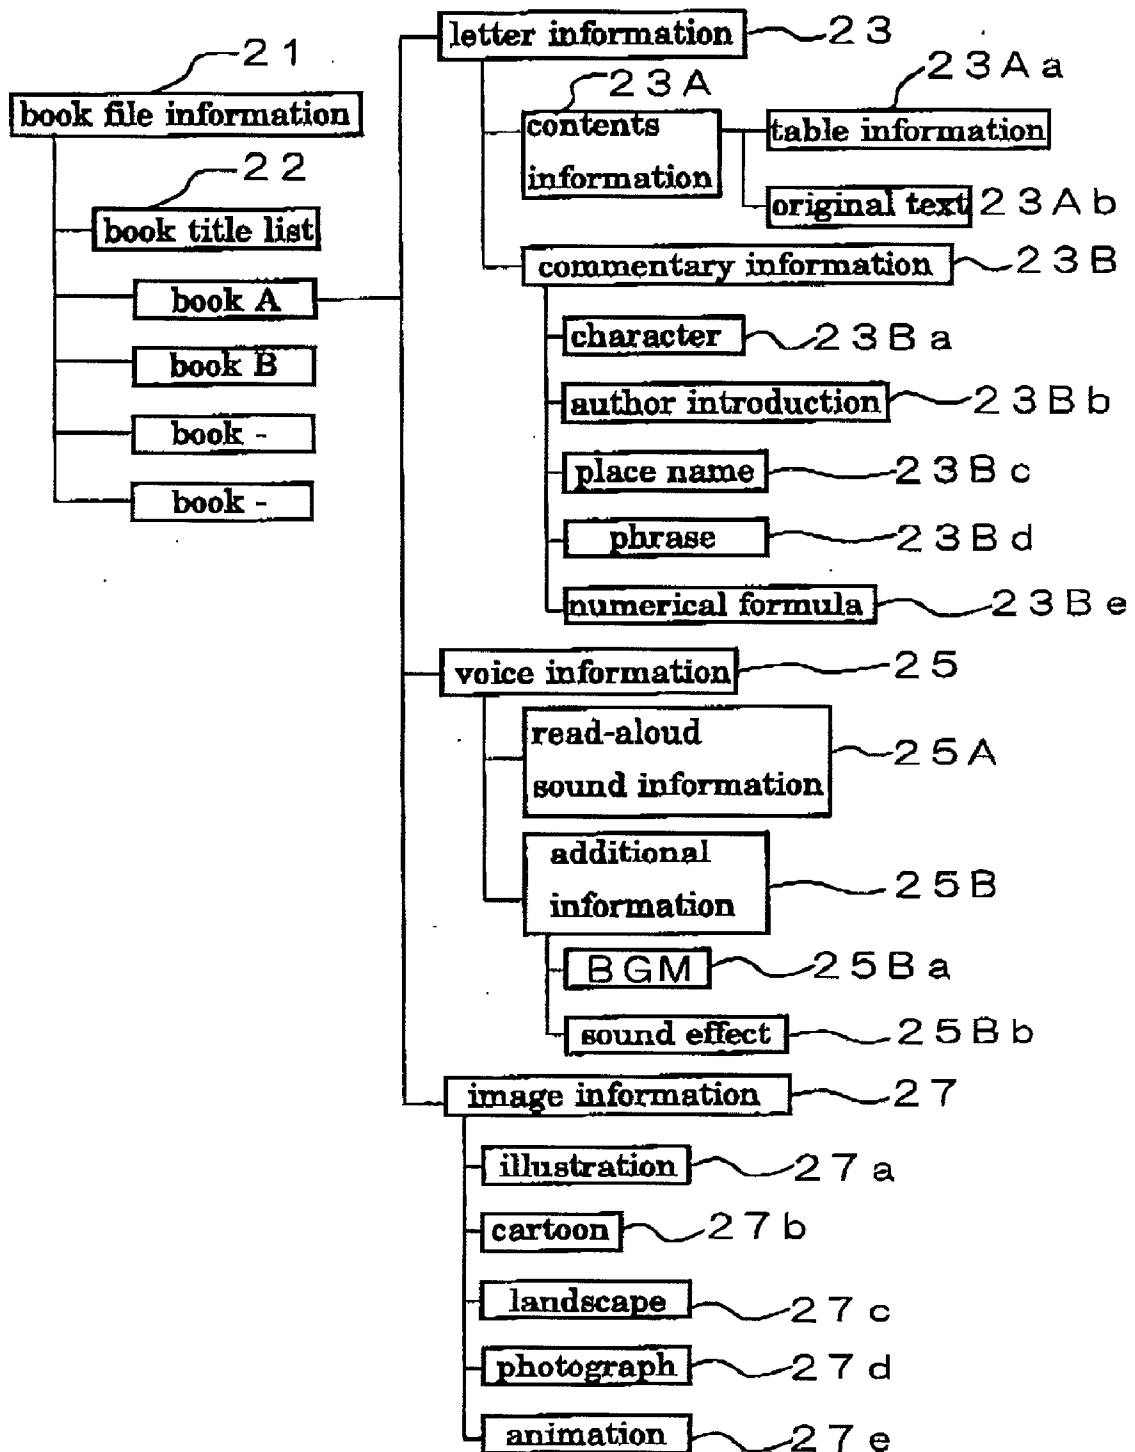 21
book file information
22
book title list
book A
book B
book -
book -
letter information 23
23A
contents
information
23Aa
table information
original text 23Ab
commentary information 23B
character 23Ba
author introduction 23Bb
place name 23Bc
phrase 23Bd
numerical formula 23Be
voice information 25
read-aloud
sound information
25A
additional
information
25B
BGM 25Ba
sound effect 25Bb
image information 27
illustration 27a
cartoon 27b
landscape 27c
photograph 27d
animation 27e